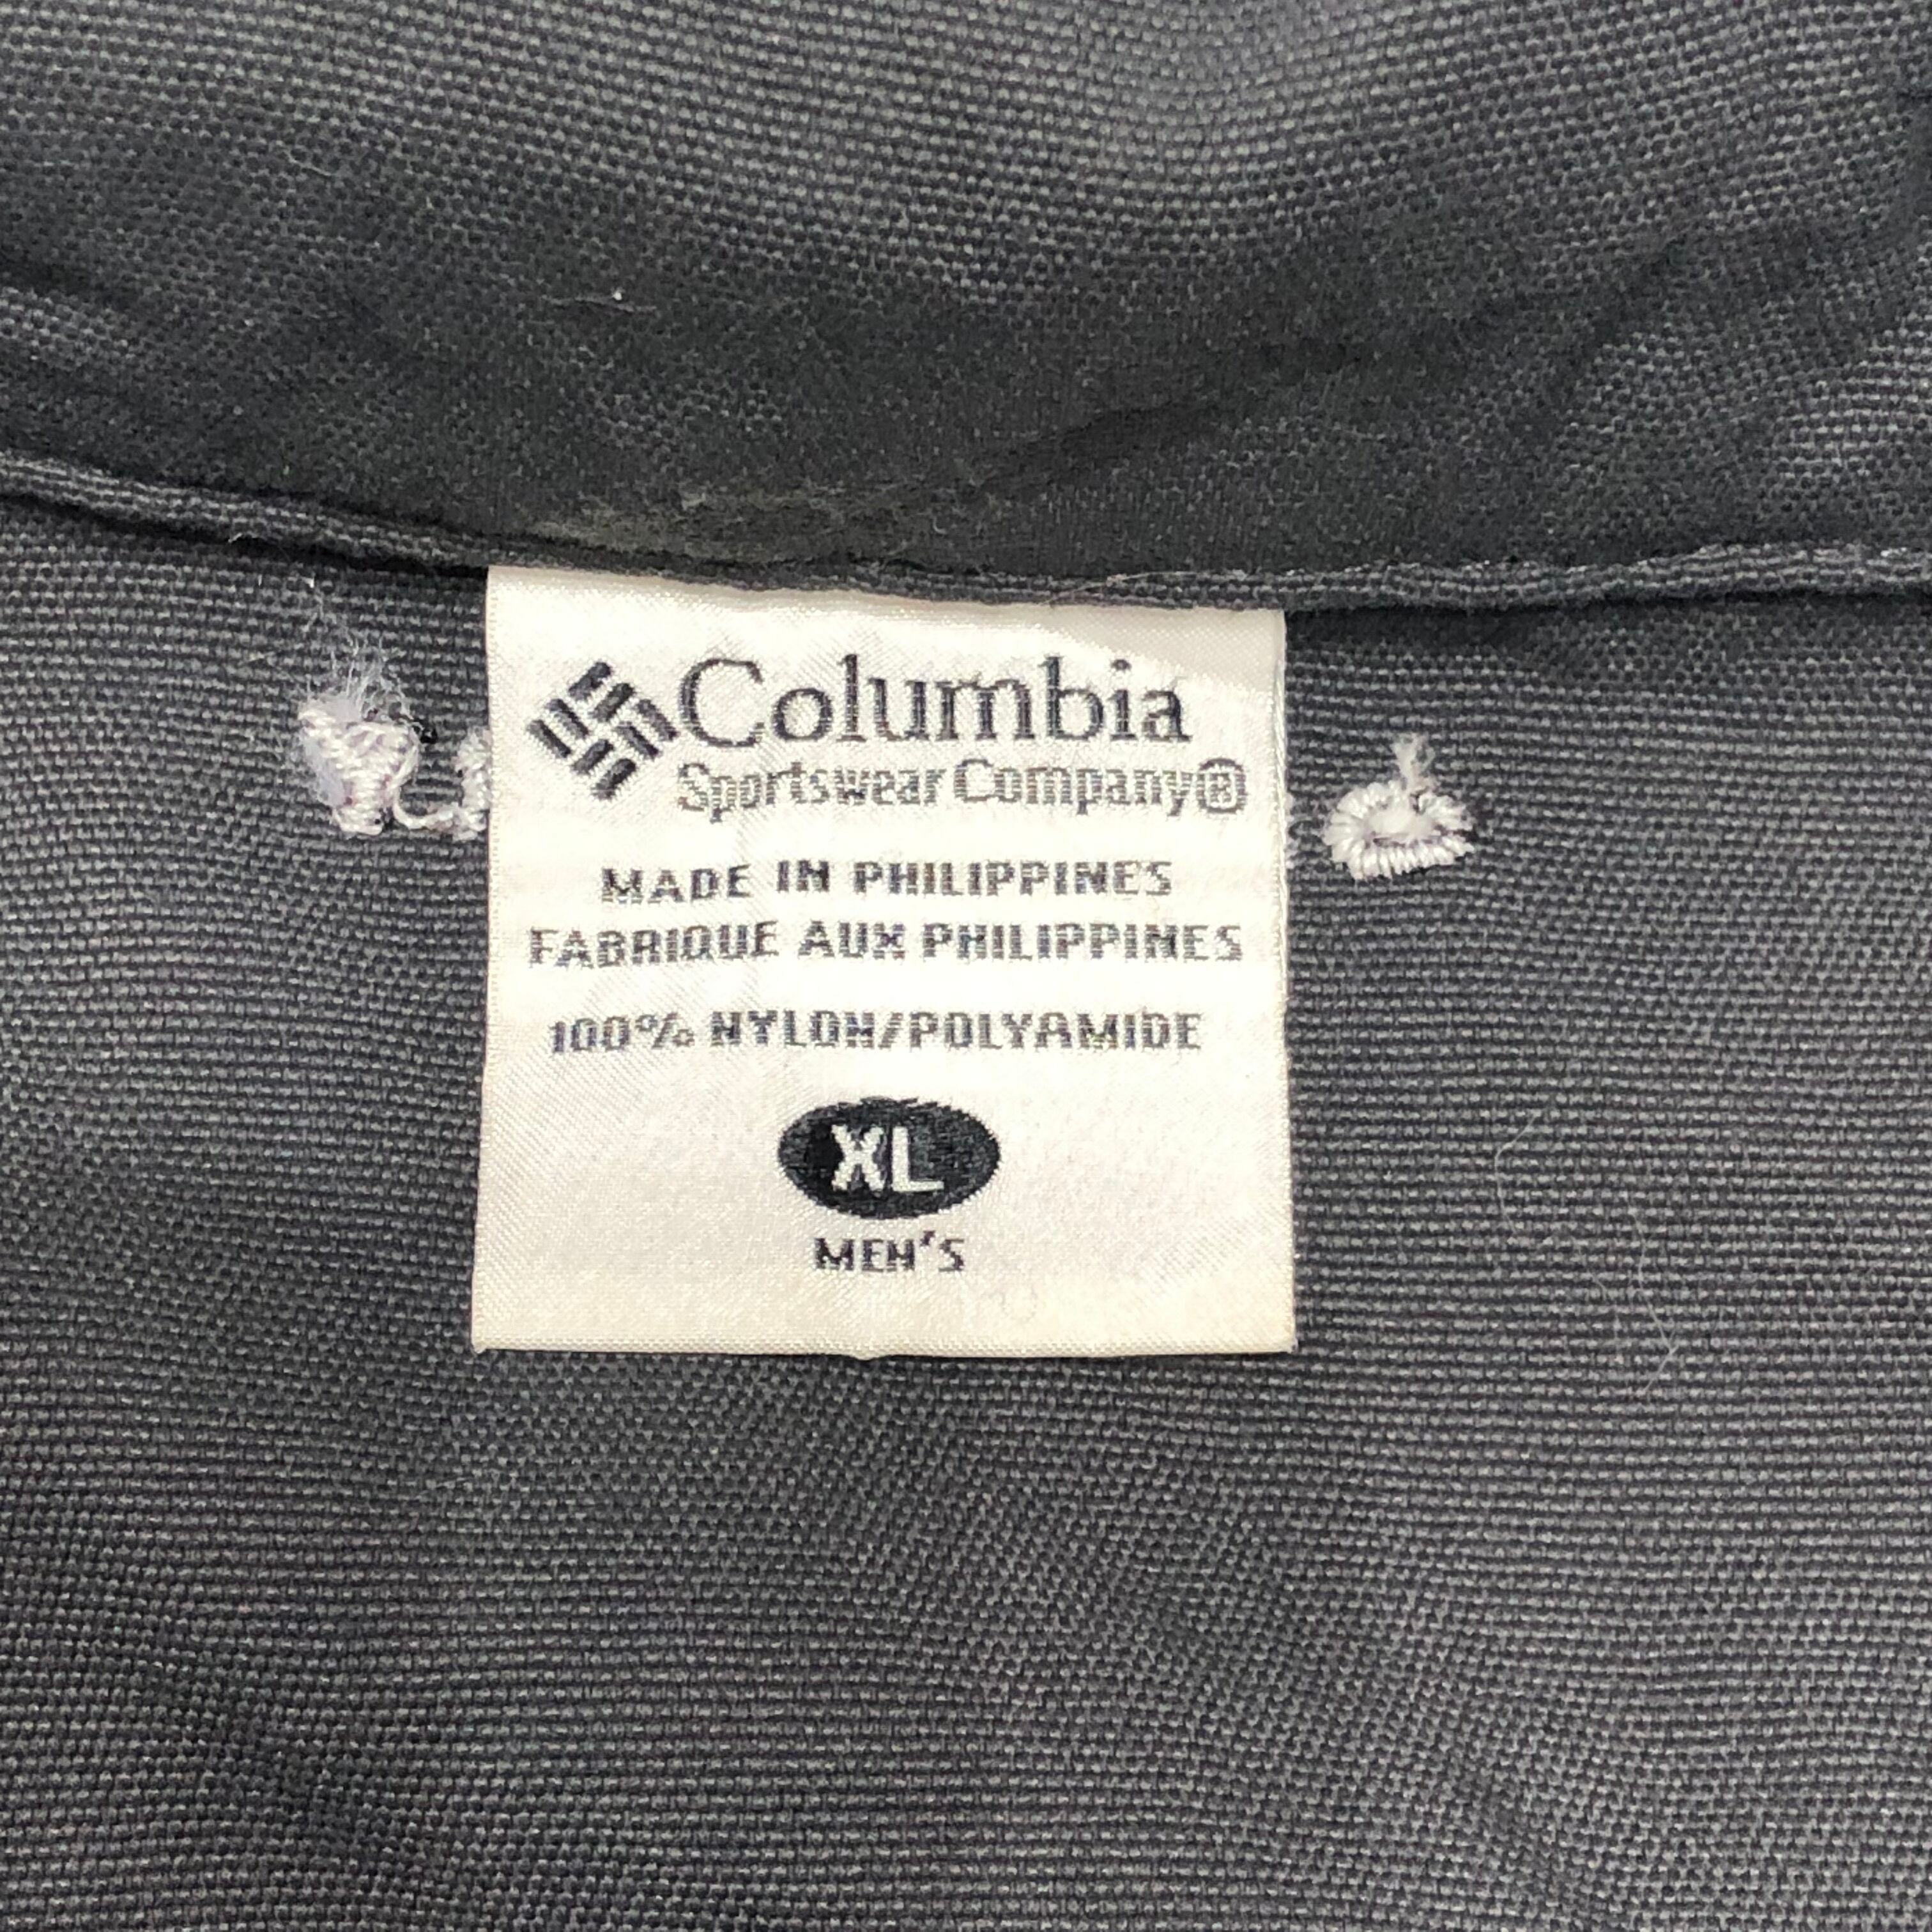 Columbia
Sportswear Company®
MADE IN PHILIPPINES
FABRIQUE AUX PHILIPPINES
100% NYLON/POLYAMIDE
XL
MEN'S